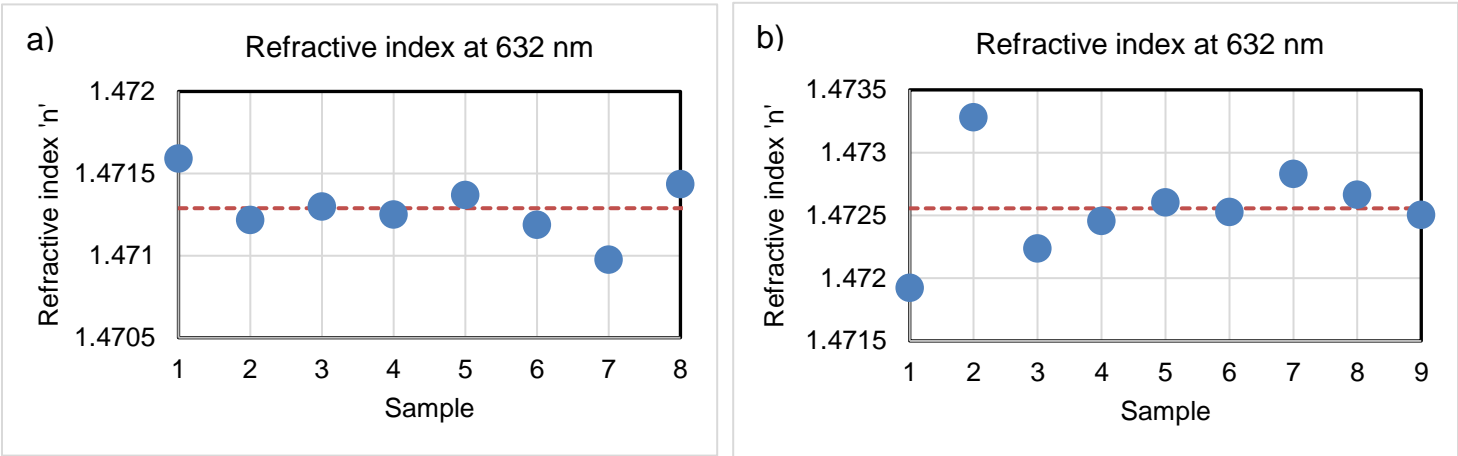 a)
Refractive index at 632 nm
Refractive index 'n'
1.472
1.4715
1.471
1.4705
1 2 3 4 5 6 7 8
Sample
b)
Refractive index at 632 nm
Refractive index 'n'
1.4735
1.473
1.4725
1.472
1.4715
1 2 3 4 5 6 7 8 9
Sample